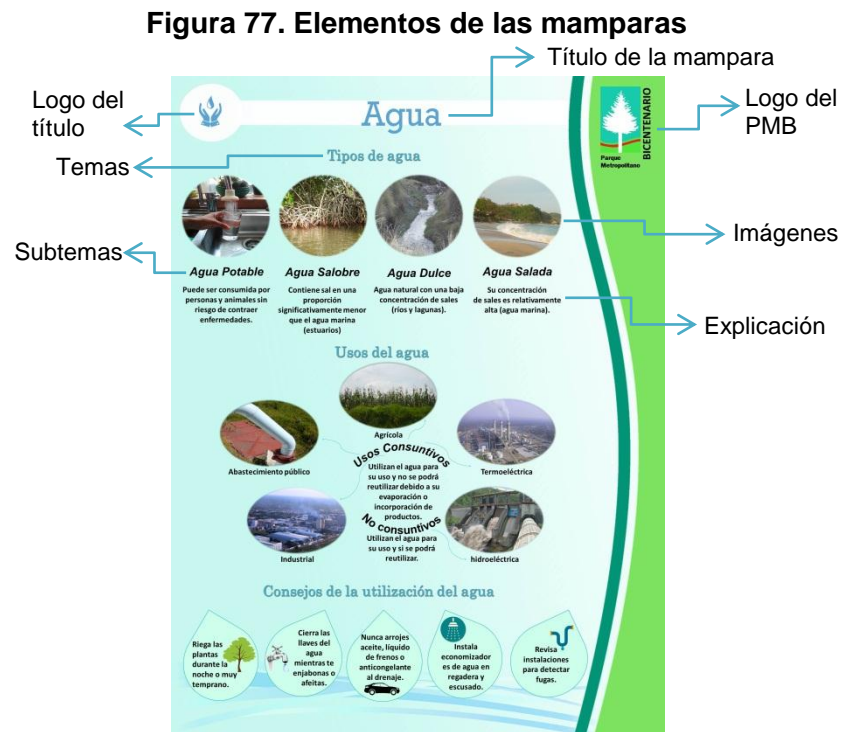 Figura 77. Elementos de las mamparas
Título de la mampara
Logo del
título
Agua
BICENTENARIO
Parque
Metropolitano
Logo del
PMB
Temas
Tipos de agua
Imágenes
Subtemas
Agua Potable
Puede ser consumida por
personas y animales sin
riesgo de contraer
enfermedades.
Agua Salobre
Contiene sal en una
proporción
significativamente menor
que el agua marina
(estuarios)
Agua Dulce
Agua natural con una baja
concentración de sales
(ríos y lagunas).
Agua Salada
Su concentración
de sales es relativamente
alta (agua marina).
Explicación
Usos del agua
Agrícola
Abastecimiento público
Usos Consuntivos
Utilizan el agua para
su uso y no se podrá
reutilizar debido a su
evaporación o
incorporación de
productos.
Termoeléctrica
No consuntivos
Utilizan el agua para
su uso y si se podrá
reutilizar.
Industrial
hidroeléctrica
Consejos de la utilización del agua
Riega las
plantas
durante la
noche o muy
temprano.
Cierra las
llaves del
agua
mientras te
enjabonas o
afeitas.
Nunca arrojes
aceite, líquido
de frenos o
anticongelante
al drenaje.
Instala
economizador
es de agua en
regadera y
escusado.
Revisa
instalaciones
para detectar
fugas.